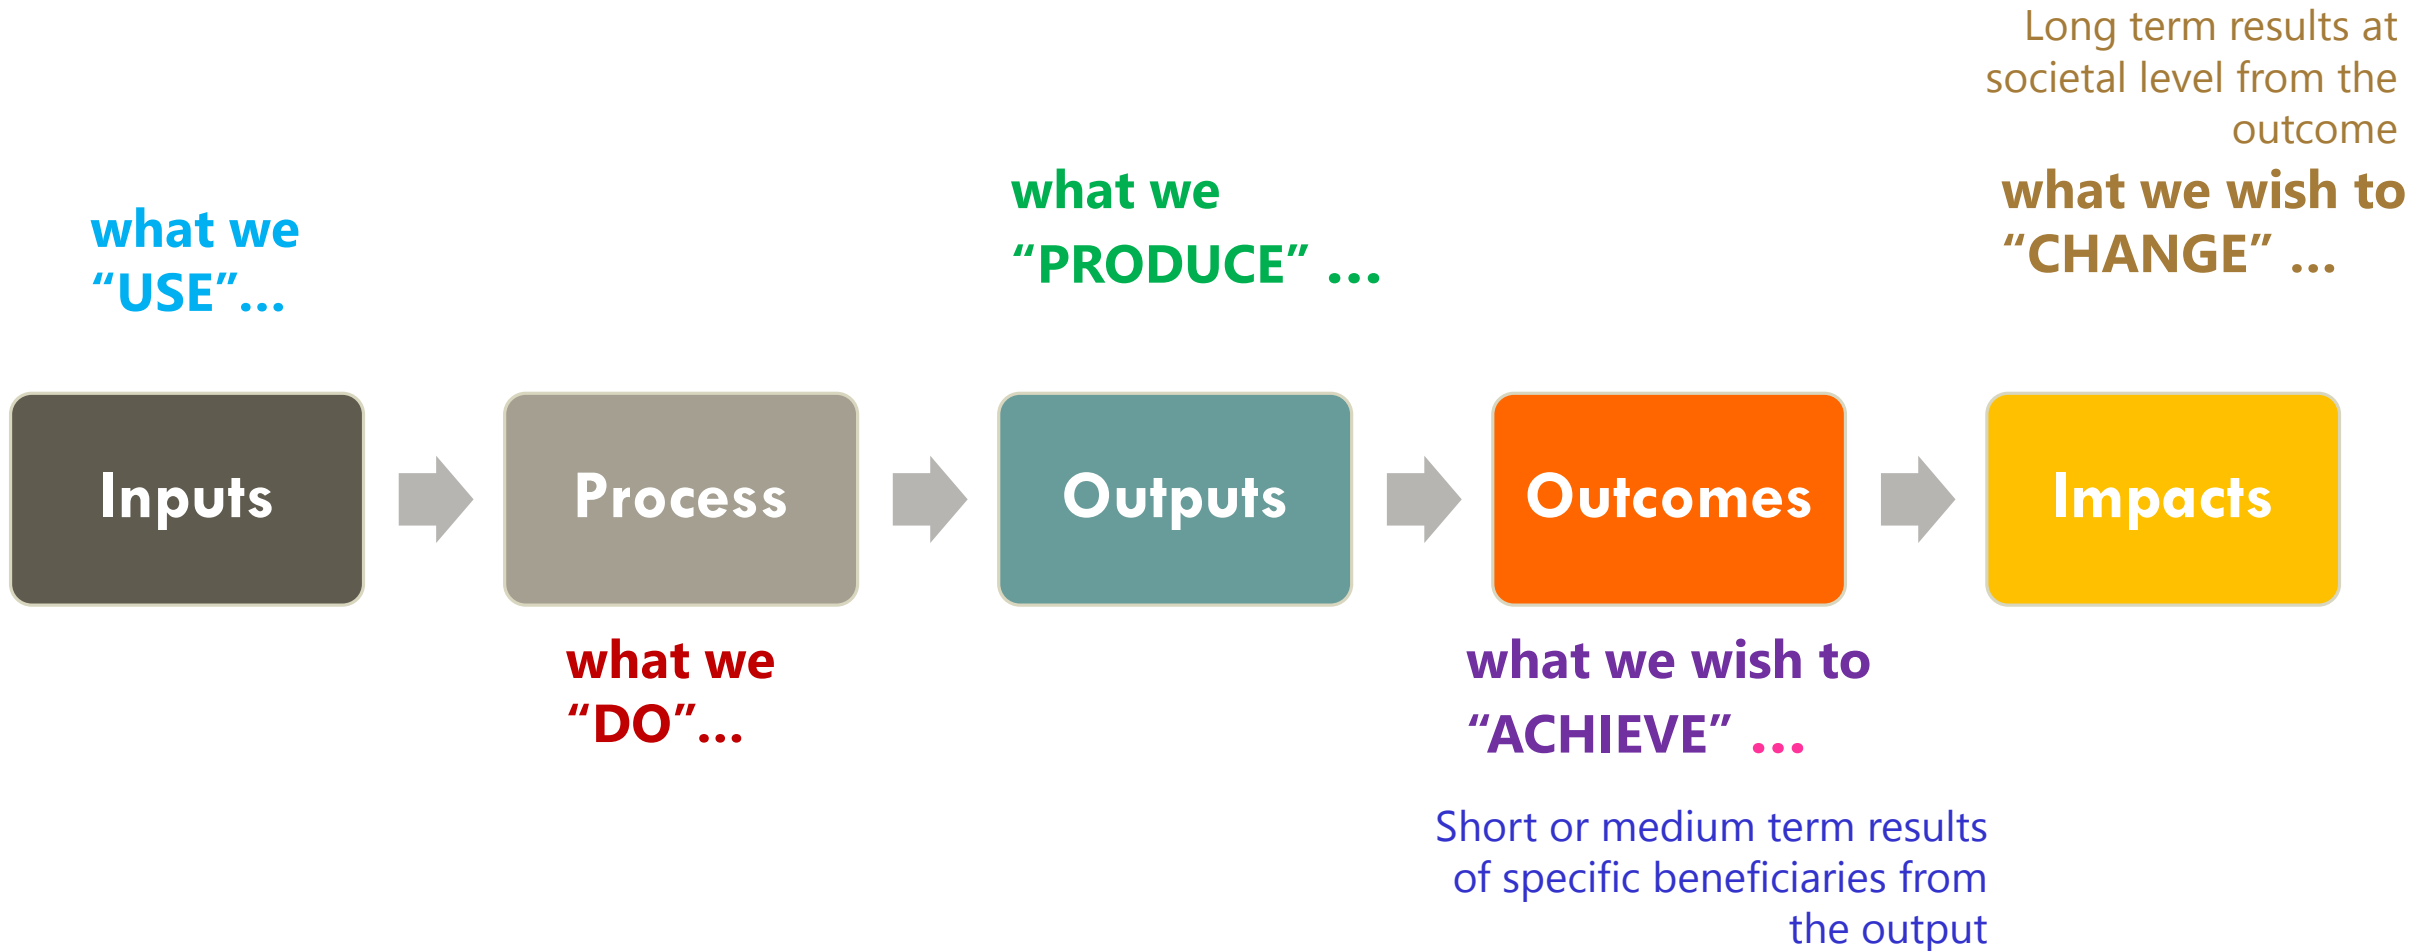 Long term results at
societal level from the
outcome
what we
“USE”…
what we
“PRODUCE” …
what we wish to
“CHANGE” …
Inputs
Process
Outputs
Outcomes
Impacts
what we
“DO”…
what we wish to
“ACHIEVE” …
Short or medium term results
of specific beneficiaries from
the output